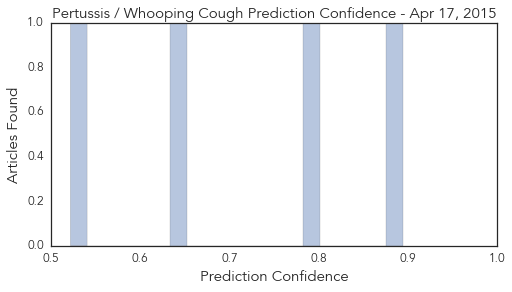 Pertussis / Whooping Cough Prediction Confidence - Apr 17, 2015
1.0
0.8
0.6
0.4
0.2
0.0
Articles Found
0.5 0.6 0.7 0.8 0.9 1.0
Prediction Confidence